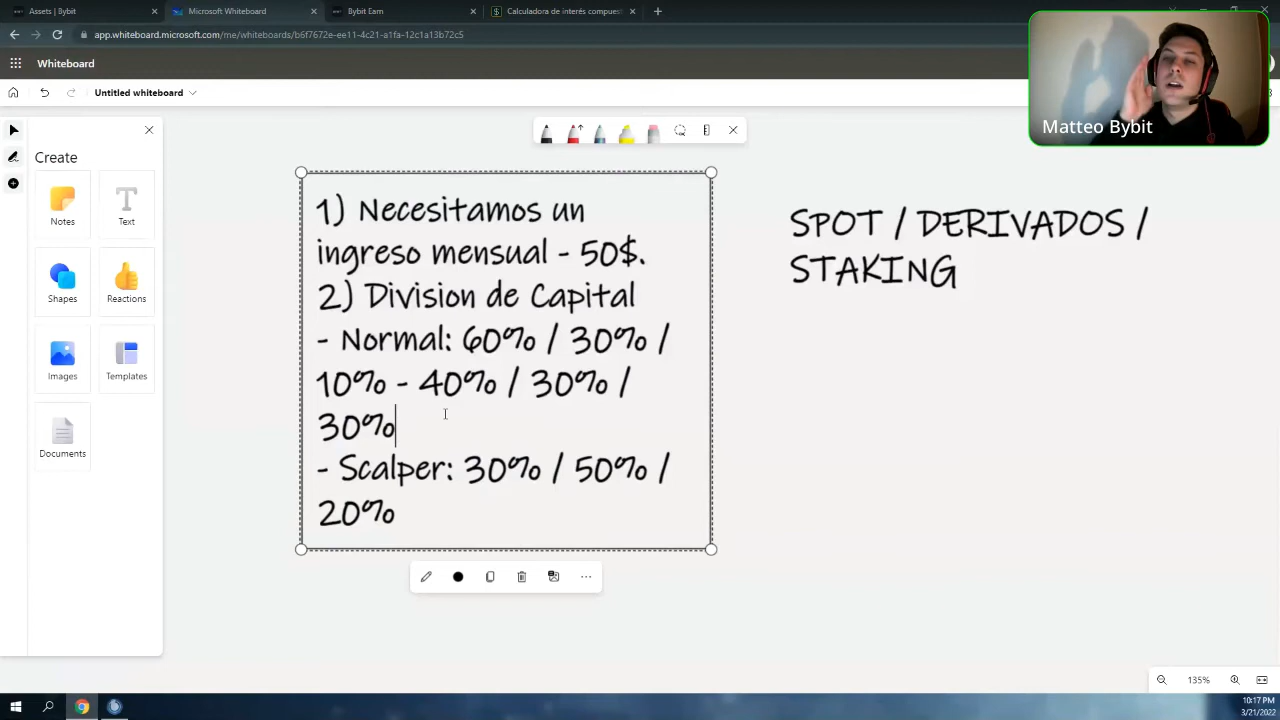 Assets | Bybit
Microsoft Whiteboard
Bybit Earn
Calculadora de interés compues
app.whiteboard.microsoft.com/me/whiteboards/b6f7672e-ee11-4c21-a1fa-12c1a13b72c5
Whiteboard
Untitled whiteboard
Create
Notes
Text
Shapes
Reactions
Images
Templates
Documents
1) Necesitamos un
ingreso mensual - 50$.
2) Division de Capital
- Normal: 60% / 30% /
10% - 40% / 30% /
30%
- Scalper: 30% / 50% /
20%
SPOT / DERIVADOS /
STAKING
Matteo Bybit
135%
10:17 PM
3/21/2022